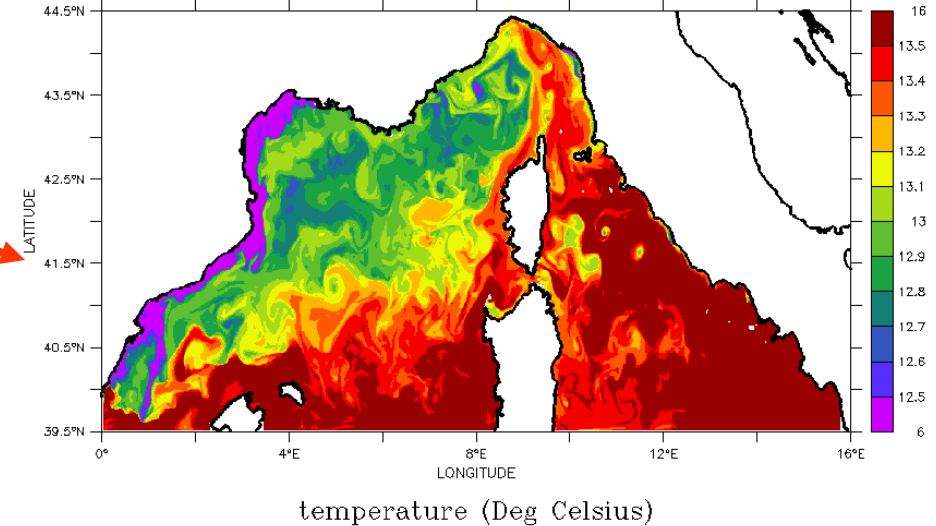 44.5°N
43.5°N
42.5°N
41.5°N
40.5°N
39.5°N
LATITUDE
0°
4°E
8°E
12°E
16°E
LONGITUDE
16
13.5
13.4
13.3
13.2
13.1
13
12.9
12.8
12.7
12.6
12.5
6
temperature (Deg Celsius)